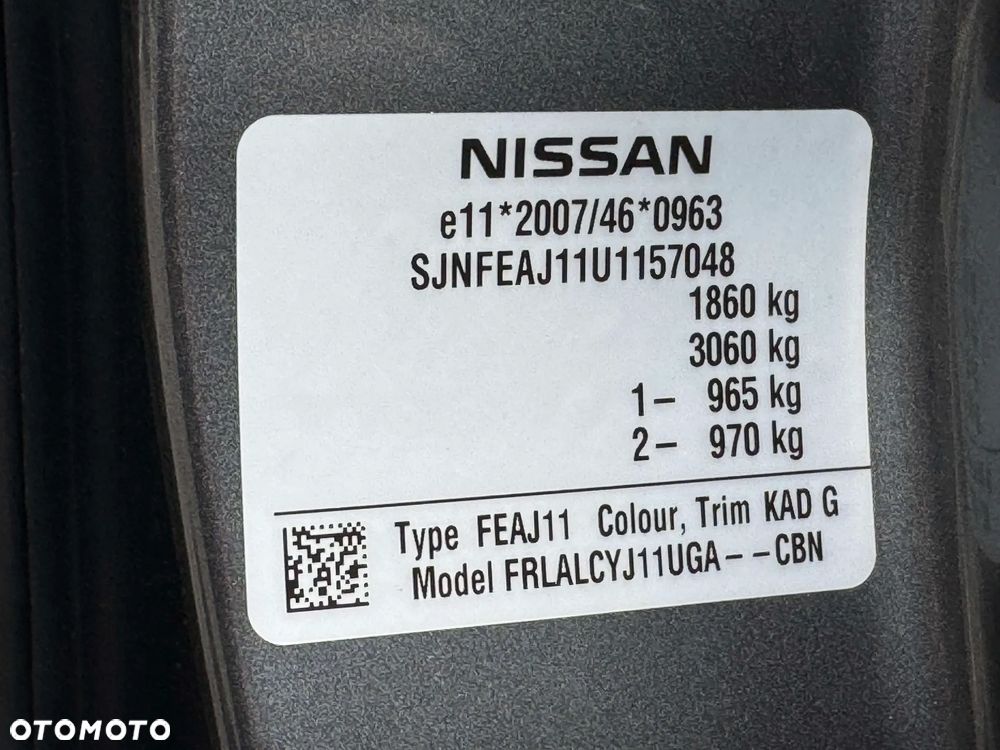 NISSAN
e11*2007/46*0963
SJNFEAJ11U1157048
1860 kg
3060 kg
1- 965 kg
2- 970 kg
Type FEAJ11 Colour, Trim KAD G
Model FRLALCYJ11UGA--CBN
OTOMOTO